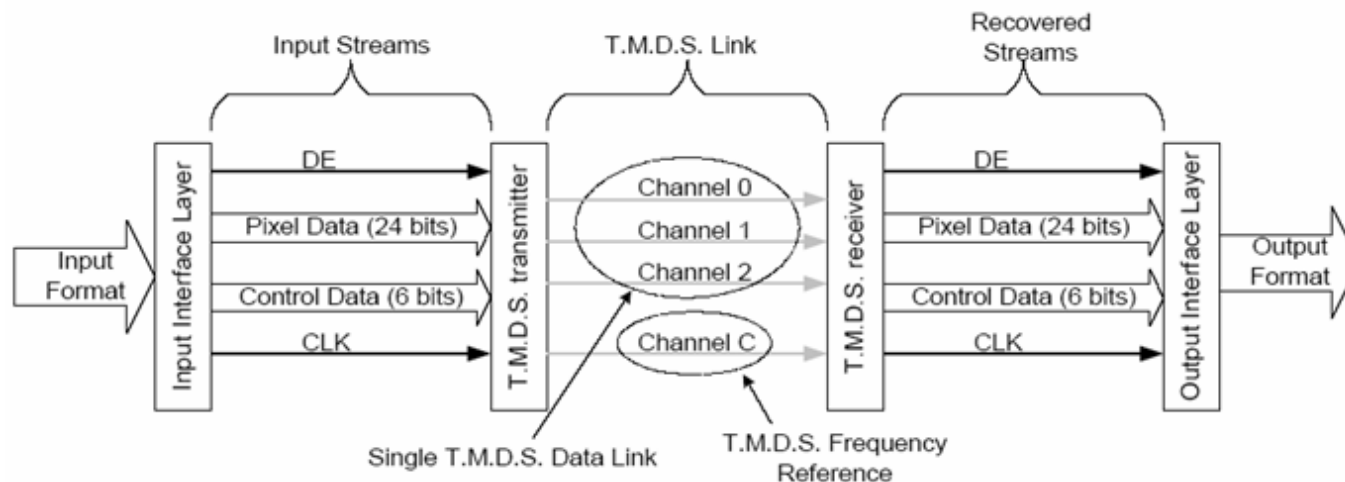 Input Streams
T.M.D.S. Link
Recovered
Streams
Input
Format
Input Interface Layer
DE
Pixel Data (24 bits)
Control Data (6 bits)
CLK
T.M.D.S. transmitter
Channel 0
Channel 1
Channel 2
Channel C
T.M.D.S. receiver
DE
Pixel Data (24 bits)
Control Data (6 bits)
CLK
Output Interface Layer
Output
Format
Single T.M.D.S. Data Link
T.M.D.S. Frequency
Reference